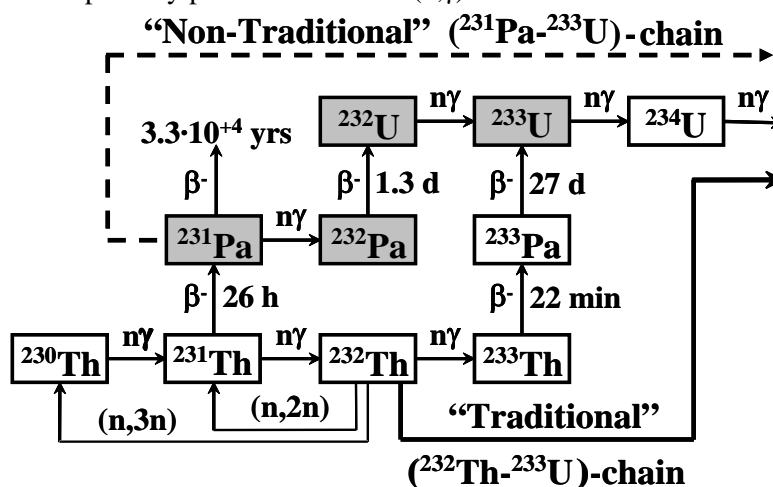 “Non-Traditional” (²³¹Pa-²³³U)-chain
3.3·10⁺⁴ yrs
²³²U
nγ
²³³U
nγ
²³⁴U
nγ
β-
β- 1.3 d
β- 27 d
²³¹Pa
nγ
²³²Pa
²³³Pa
β- 26 h
β- 22 min
²³⁰Th
nγ
²³¹Th
nγ
²³²Th
nγ
²³³Th
(n,3n)
(n,2n)
“Traditional”
(²³²Th-²³³U)-chain